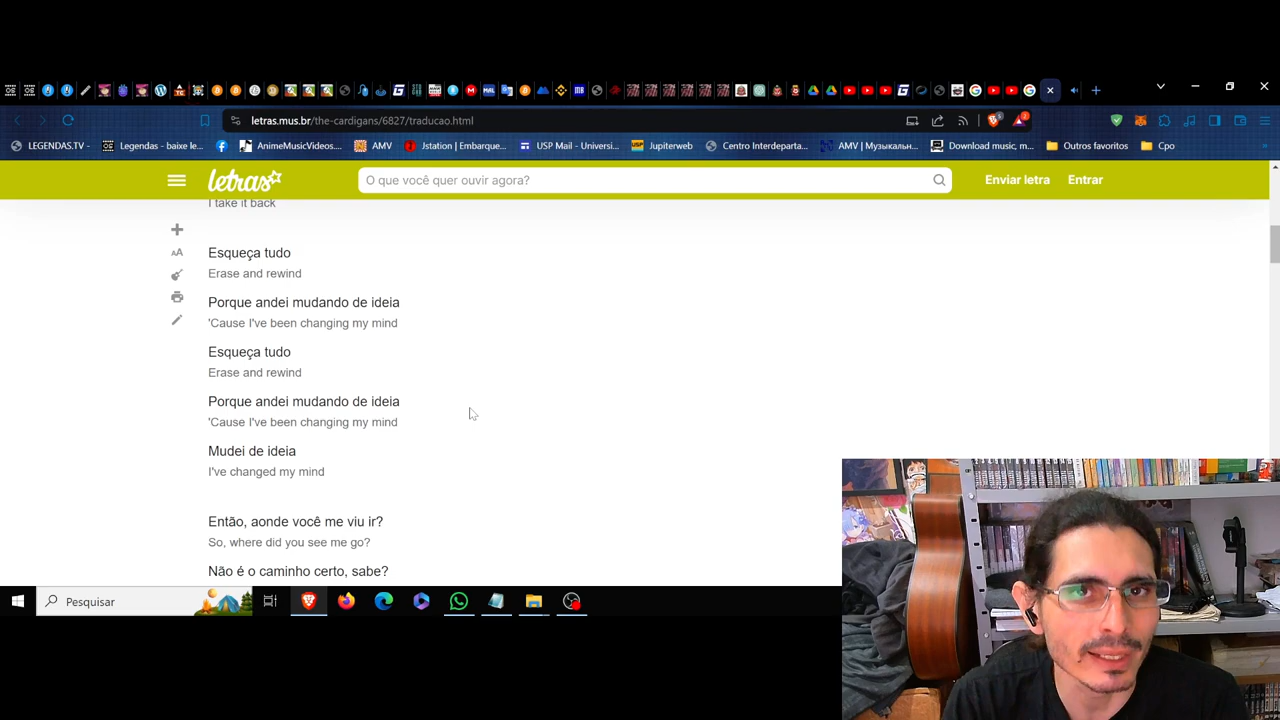 letras.mus.br/the-cardigans/6827/traducao.html
LEGENDAS.TV -
Legendas - baixe le...
AnimeMusicVideos....
AMV
Jstation | Embarque...
USP Mail - Universi...
Jupiterweb
Centro Interdeparta...
AMV | Музыкальн...
Download music, m...
Outros favoritos
Cpo
letras
O que você quer ouvir agora?
Enviar letra
Entrar
I take it back
AA
Esqueça tudo
Erase and rewind
Porque andei mudando de ideia
'Cause I've been changing my mind
Esqueça tudo
Erase and rewind
Porque andei mudando de ideia
'Cause I've been changing my mind
Mudei de ideia
I've changed my mind
Então, aonde você me viu ir?
So, where did you see me go?
Não é o caminho certo, sabe?
Pesquisar